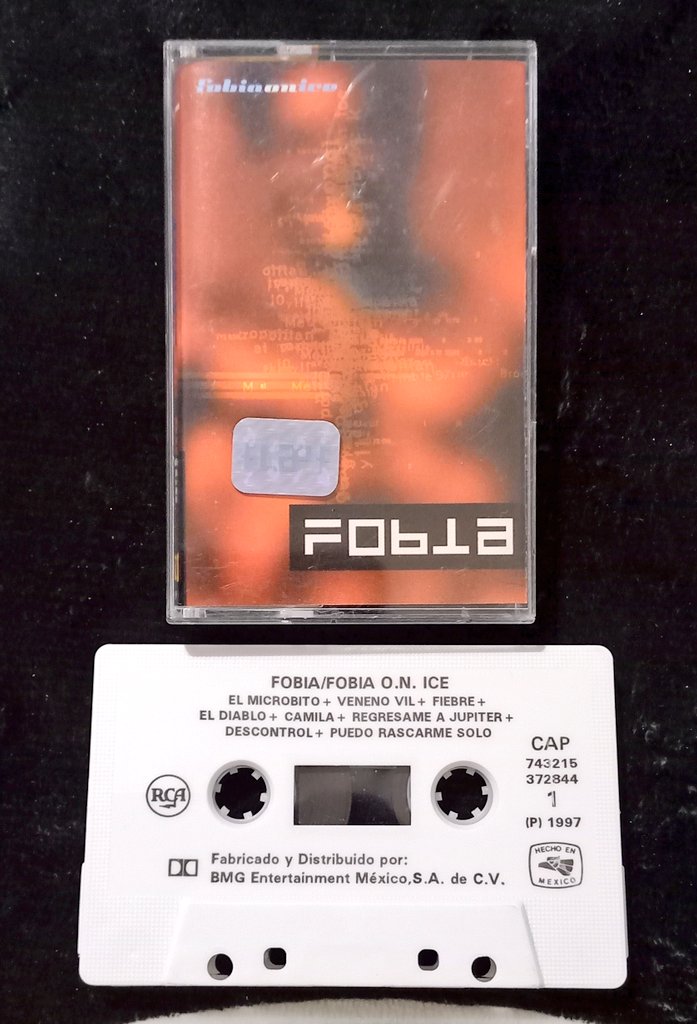 fobiaonice
FOBIA
FOBIA/FOBIA O.N. ICE
EL MICROBITO + VENENO VIL + FIEBRE +
EL DIABLO + CAMILA + REGRESAME A JUPITER +
DESCONTROL + PUEDO RASCARME SOLO
CAP
743215
372844
1
(P) 1997
RCA
HECHO EN
MEXICO
Fabricado y Distribuido por:
BMG Entertainment México,S.A. de C.V.